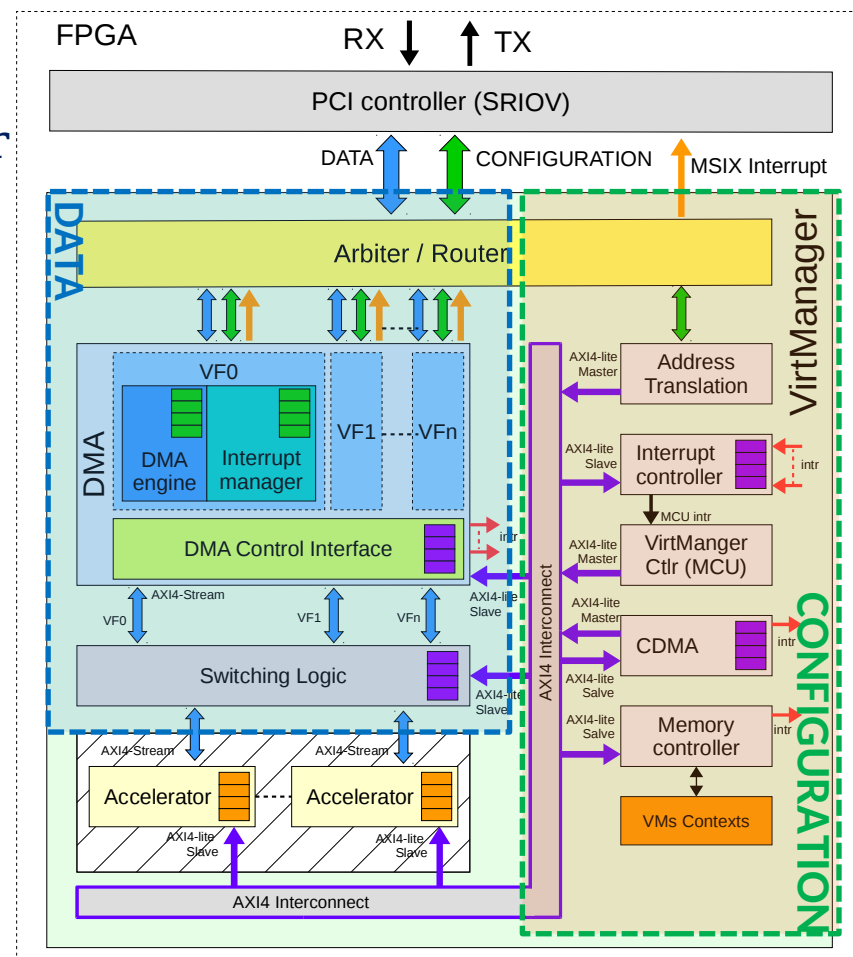 FPGA
RX
TX
r
PCI controller (SRIOV)
DATA
CONFIGURATION
MSIX Interrupt
DATA
Arbiter / Router
VirtManager
VF0
DMA
engine
Interrupt
manager
VF1
VFn
DMA
DMA Control Interface
intr
AXI4-lite
Slave
AXI4-Stream
VF0
VF1
VFn
Switching Logic
AXI4-lite
Slave
AXI4-Stream
AXI4-Stream
Accelerator
Accelerator
AXI4-lite
Slave
AXI4-lite
Slave
AXI4 Interconnect
AXI4 Interconnect
AXI4-lite
Master
Address
Translation
AXI4-lite
Slave
Interrupt
controller
intr
MCU intr
AXI4-lite
Master
VirtManger
Ctlr (MCU)
AXI4-lite
Master
CDMA
intr
AXI4-lite
Salve
AXI4-lite
Salve
Memory
controller
intr
VMs Contexts
CONFIGURATION